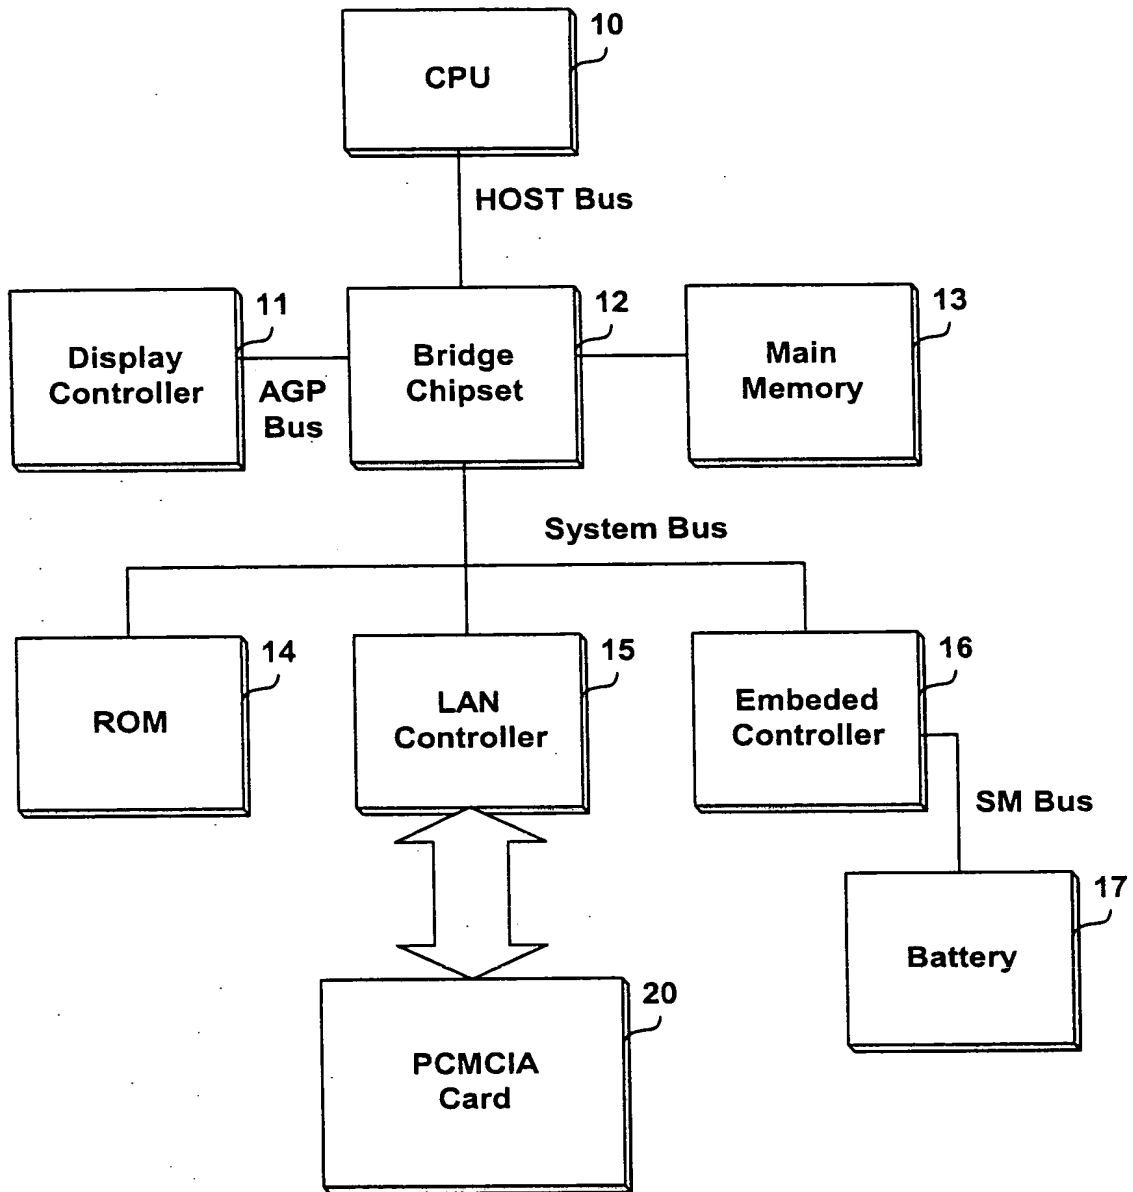 10
CPU
HOST Bus
11
12
13
Display
Controller
AGP
Bus
Bridge
Chipset
Main
Memory
System Bus
14
15
16
ROM
LAN
Controller
Embeded
Controller
SM Bus
17
Battery
20
PCMCIA
Card